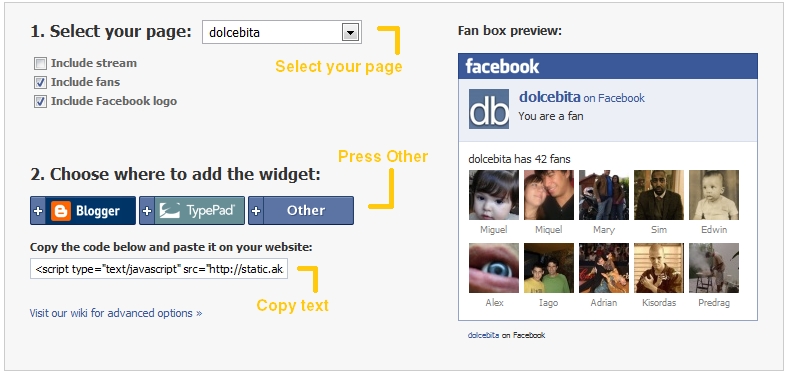 1. Select your page: dolcebita
Select your page
Include stream
Include fans
Include Facebook logo
Press Other
2. Choose where to add the widget:
+ Blogger + TypePad + Other
Copy the code below and paste it on your website:
<script type="text/javascript" src="http://static.ak
Copy text
Visit our wiki for advanced options »
Fan box preview:
facebook
db
dolcebita on Facebook
You are a fan
dolcebita has 42 fans
Miguel Miquel Mary Sim Edwin
Alex Iago Adrian Kisordas Predrag
dolcebita on Facebook